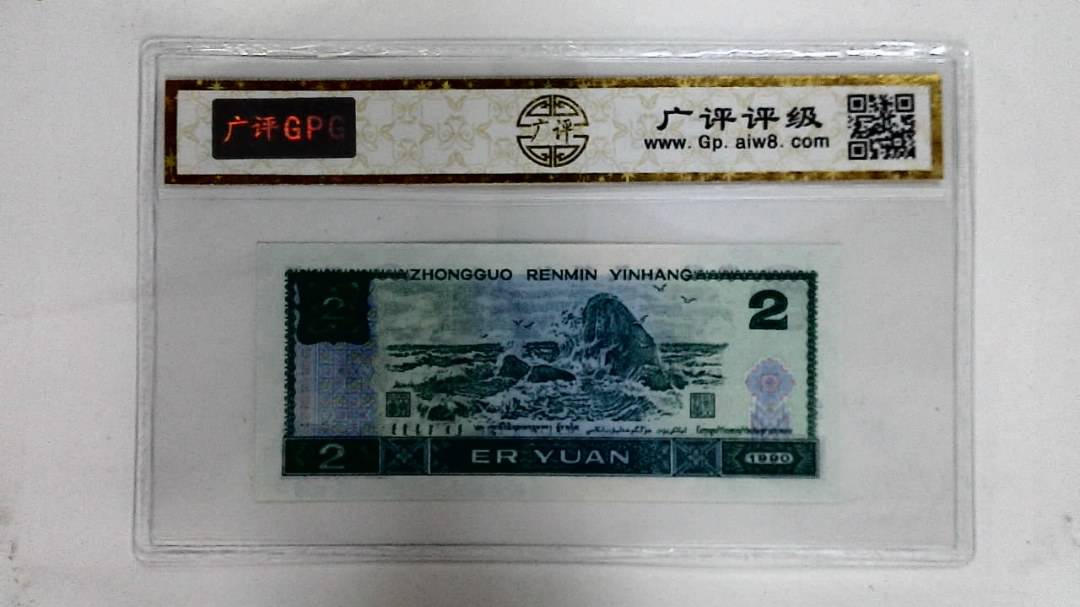 广评GPG
广评
广评评级
www.Gp.aiw8.com
ZHONGGUO RENMIN YINHANG
2
2
2
ER YUAN
1990